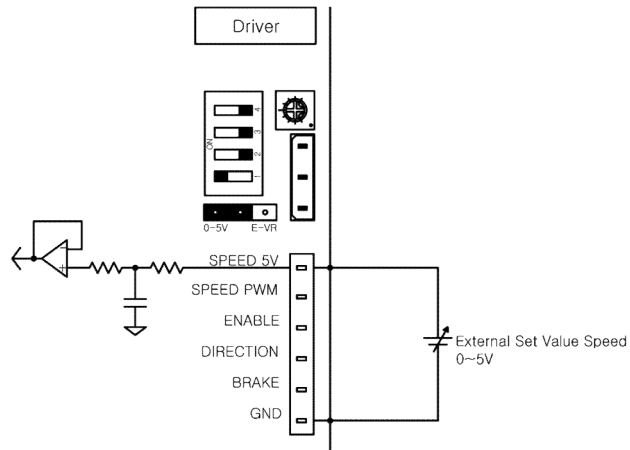 Driver
4
3
ON
2
1
0-5V E-VR
SPEED 5V
SPEED PWM
ENABLE
DIRECTION
BRAKE
GND
External Set Value Speed
0~5V